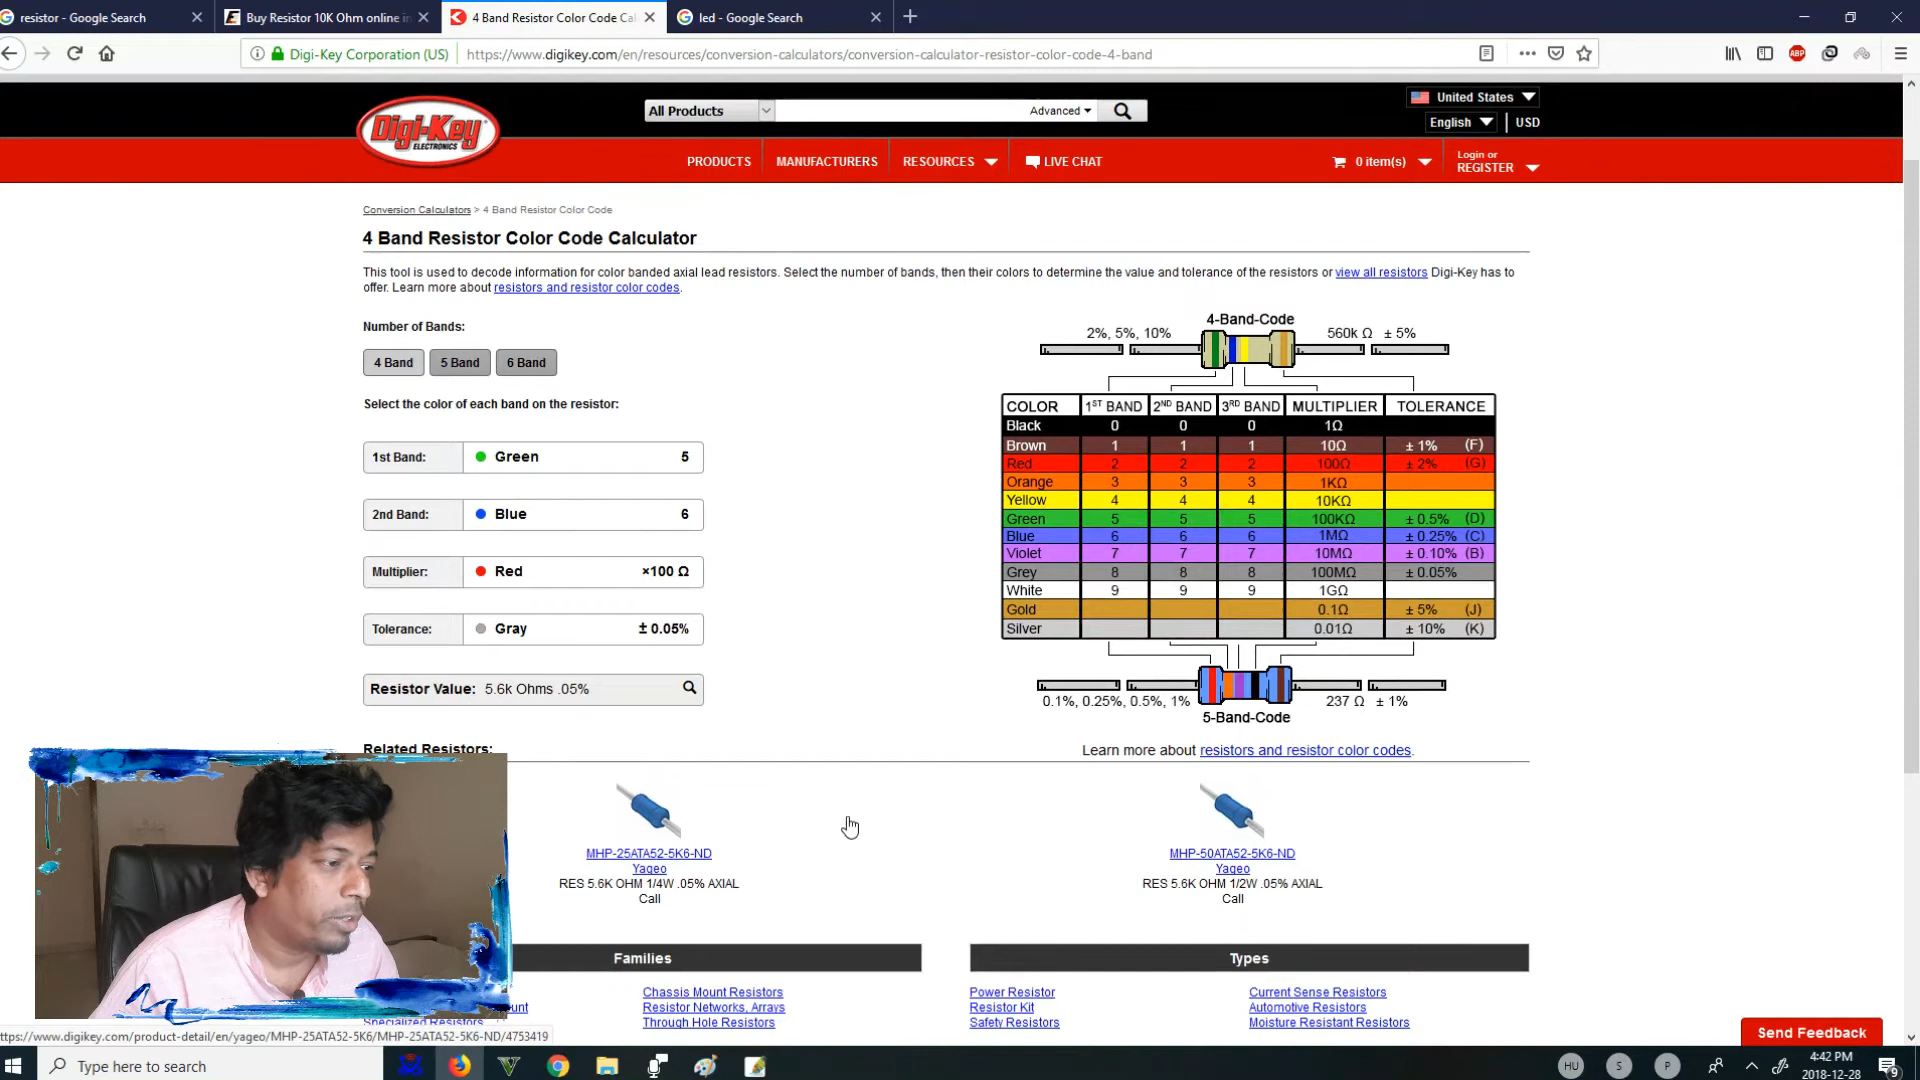 resistor - Google Search
Buy Resistor 10K Ohm online in
4 Band Resistor Color Code Cal
led - Google Search
Digi-Key Corporation (US)
https://www.digikey.com/en/resources/conversion-calculators/conversion-calculator-resistor-color-code-4-band
ABP
Digi-Key
ELECTRONICS
All Products
Advanced
United States
English
USD
PRODUCTS
MANUFACTURERS
RESOURCES
LIVE CHAT
0 item(s)
Login or
REGISTER
Conversion Calculators > 4 Band Resistor Color Code
4 Band Resistor Color Code Calculator
This tool is used to decode information for color banded axial lead resistors. Select the number of bands, then their colors to determine the value and tolerance of the resistors or view all resistors Digi-Key has to
offer. Learn more about resistors and resistor color codes.
Number of Bands:
4 Band
5 Band
6 Band
Select the color of each band on the resistor:
1st Band: Green 5
2nd Band: Blue 6
Multiplier: Red ×100 Ω
Tolerance: Gray ± 0.05%
Resistor Value: 5.6k Ohms .05%
4-Band-Code
2%, 5%, 10%
560k Ω ± 5%
COLOR 1ST BAND 2ND BAND 3RD BAND MULTIPLIER TOLERANCE
Black 0 0 0 1Ω
Brown 1 1 1 10Ω ± 1% (F)
Red 2 2 2 100Ω ± 2% (G)
Orange 3 3 3 1KΩ
Yellow 4 4 4 10KΩ
Green 5 5 5 100KΩ ± 0.5% (D)
Blue 6 6 6 1MΩ ± 0.25% (C)
Violet 7 7 7 10MΩ ± 0.10% (B)
Grey 8 8 8 100MΩ ± 0.05%
White 9 9 9 1GΩ
Gold 0.1Ω ± 5% (J)
Silver 0.01Ω ± 10% (K)
0.1%, 0.25%, 0.5%, 1%
237 Ω ± 1%
5-Band-Code
Learn more about resistors and resistor color codes.
Related Resistors:
MHP-25ATA52-5K6-ND
Yageo
RES 5.6K OHM 1/4W .05% AXIAL
Call
MHP-50ATA52-5K6-ND
Yageo
RES 5.6K OHM 1/2W .05% AXIAL
Call
Families
Types
Chassis Mount Resistors
Resistor Networks, Arrays
Through Hole Resistors
Specialized Resistors
Power Resistor
Resistor Kit
Safety Resistors
Current Sense Resistors
Automotive Resistors
Moisture Resistant Resistors
https://www.digikey.com/product-detail/en/yageo/MHP-25ATA52-5K6/MHP-25ATA52-5K6-ND/4753419
Send Feedback
Type here to search
HU
S
P
4:42 PM
2018-12-28
9